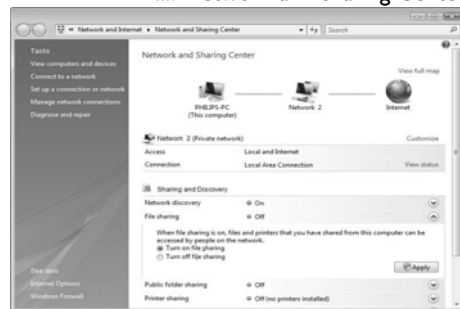 Network and Internet ▸ Network and Sharing Center
Search
Tasks
View computers and devices
Connect to a network
Set up a connection or network
Manage network connections
Diagnose and repair
See also
Internet Options
Windows Firewall
Network and Sharing Center
View full map
PHILIPS-PC
(This computer)
Network 2
Internet
Network 2 (Private network)
Customize
Access Local and Internet
Connection Local Area Connection View status
Sharing and Discovery
Network discovery On
File sharing Off
When file sharing is on, files and printers that you have shared from this computer can be
accessed by people on the network.
Turn on file sharing
Turn off file sharing
Apply
Public folder sharing Off
Printer sharing Off (no printers installed)